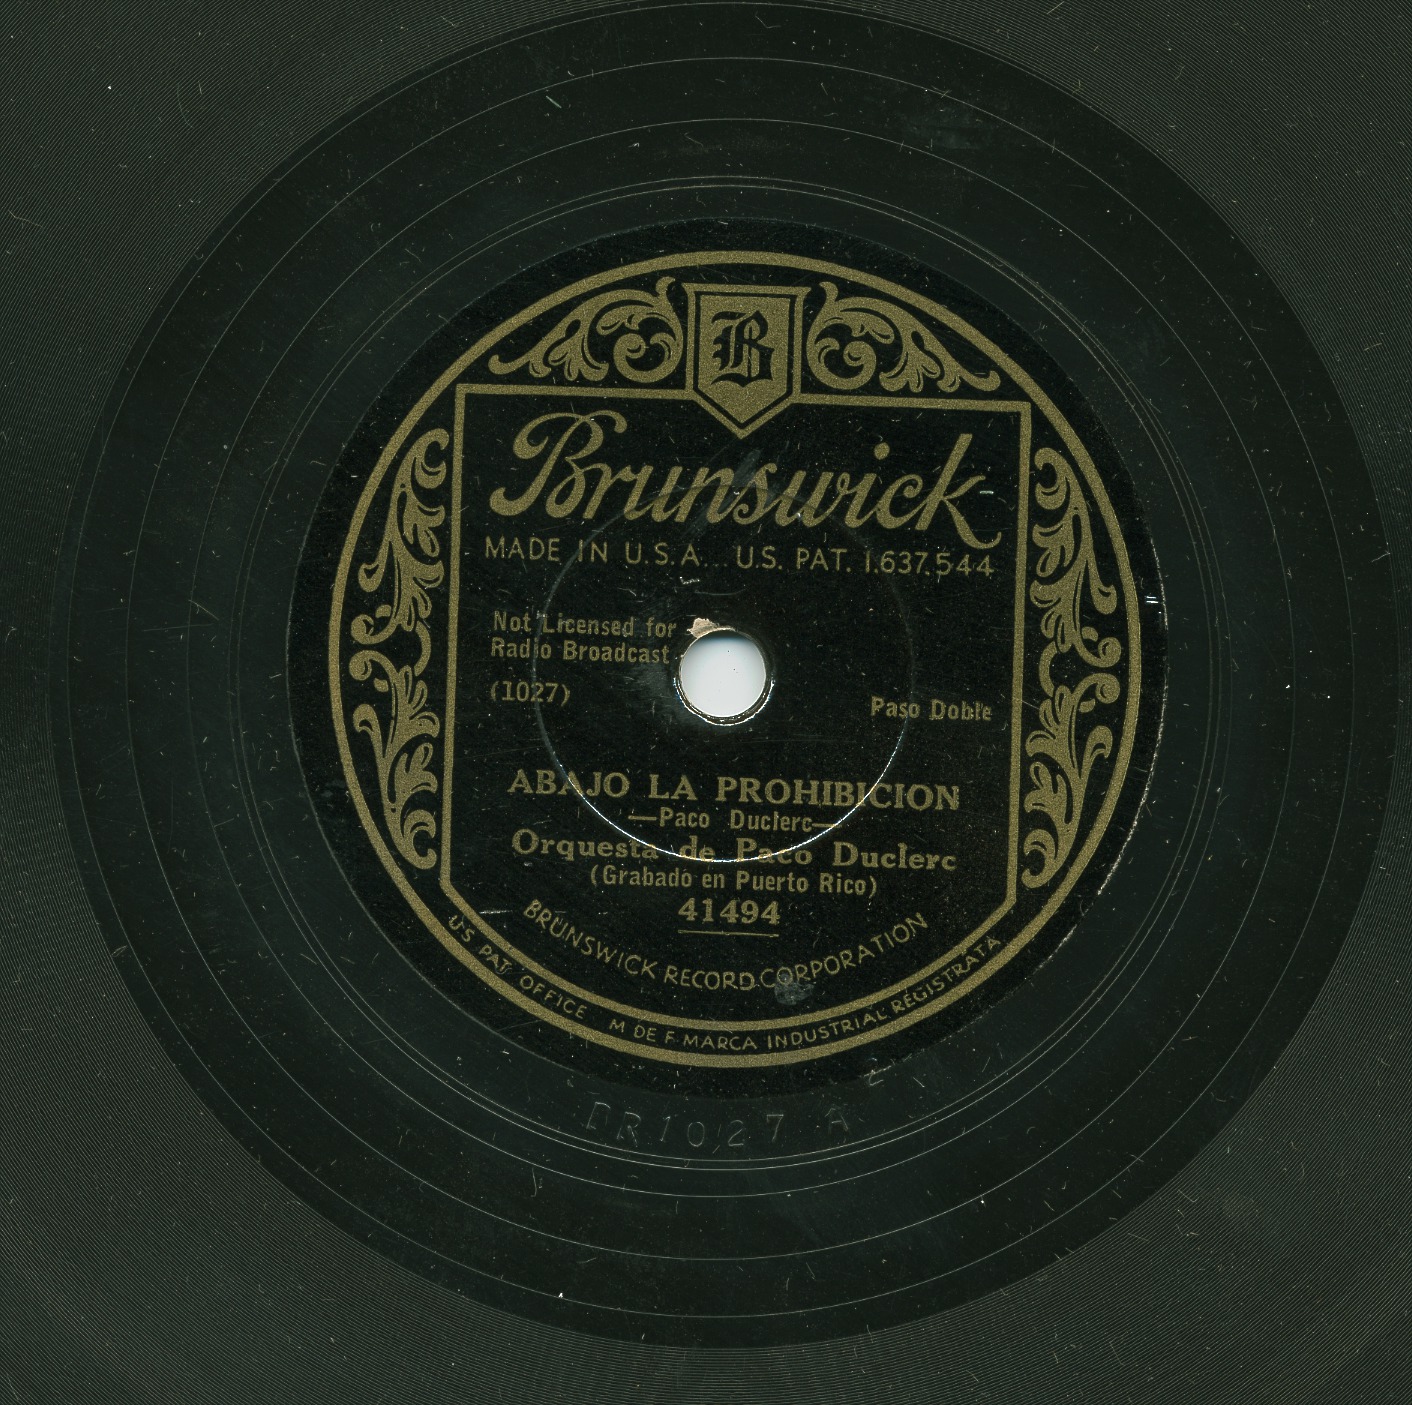 B
Brunswick
MADE IN U.S.A... U.S. PAT. 1.637.544
Not Licensed for
Radio Broadcast
(1027)
Paso Doble
ABAJO LA PROHIBICION
—Paco Duclerc—
Orquesta de Paco Duclerc
(Grabado en Puerto Rico)
41494
BRUNSWICK RECORD CORPORATION
U.S PAT. OFFICE M DE F MARCA INDUSTRIAL REGISTRATA
PR1027 A